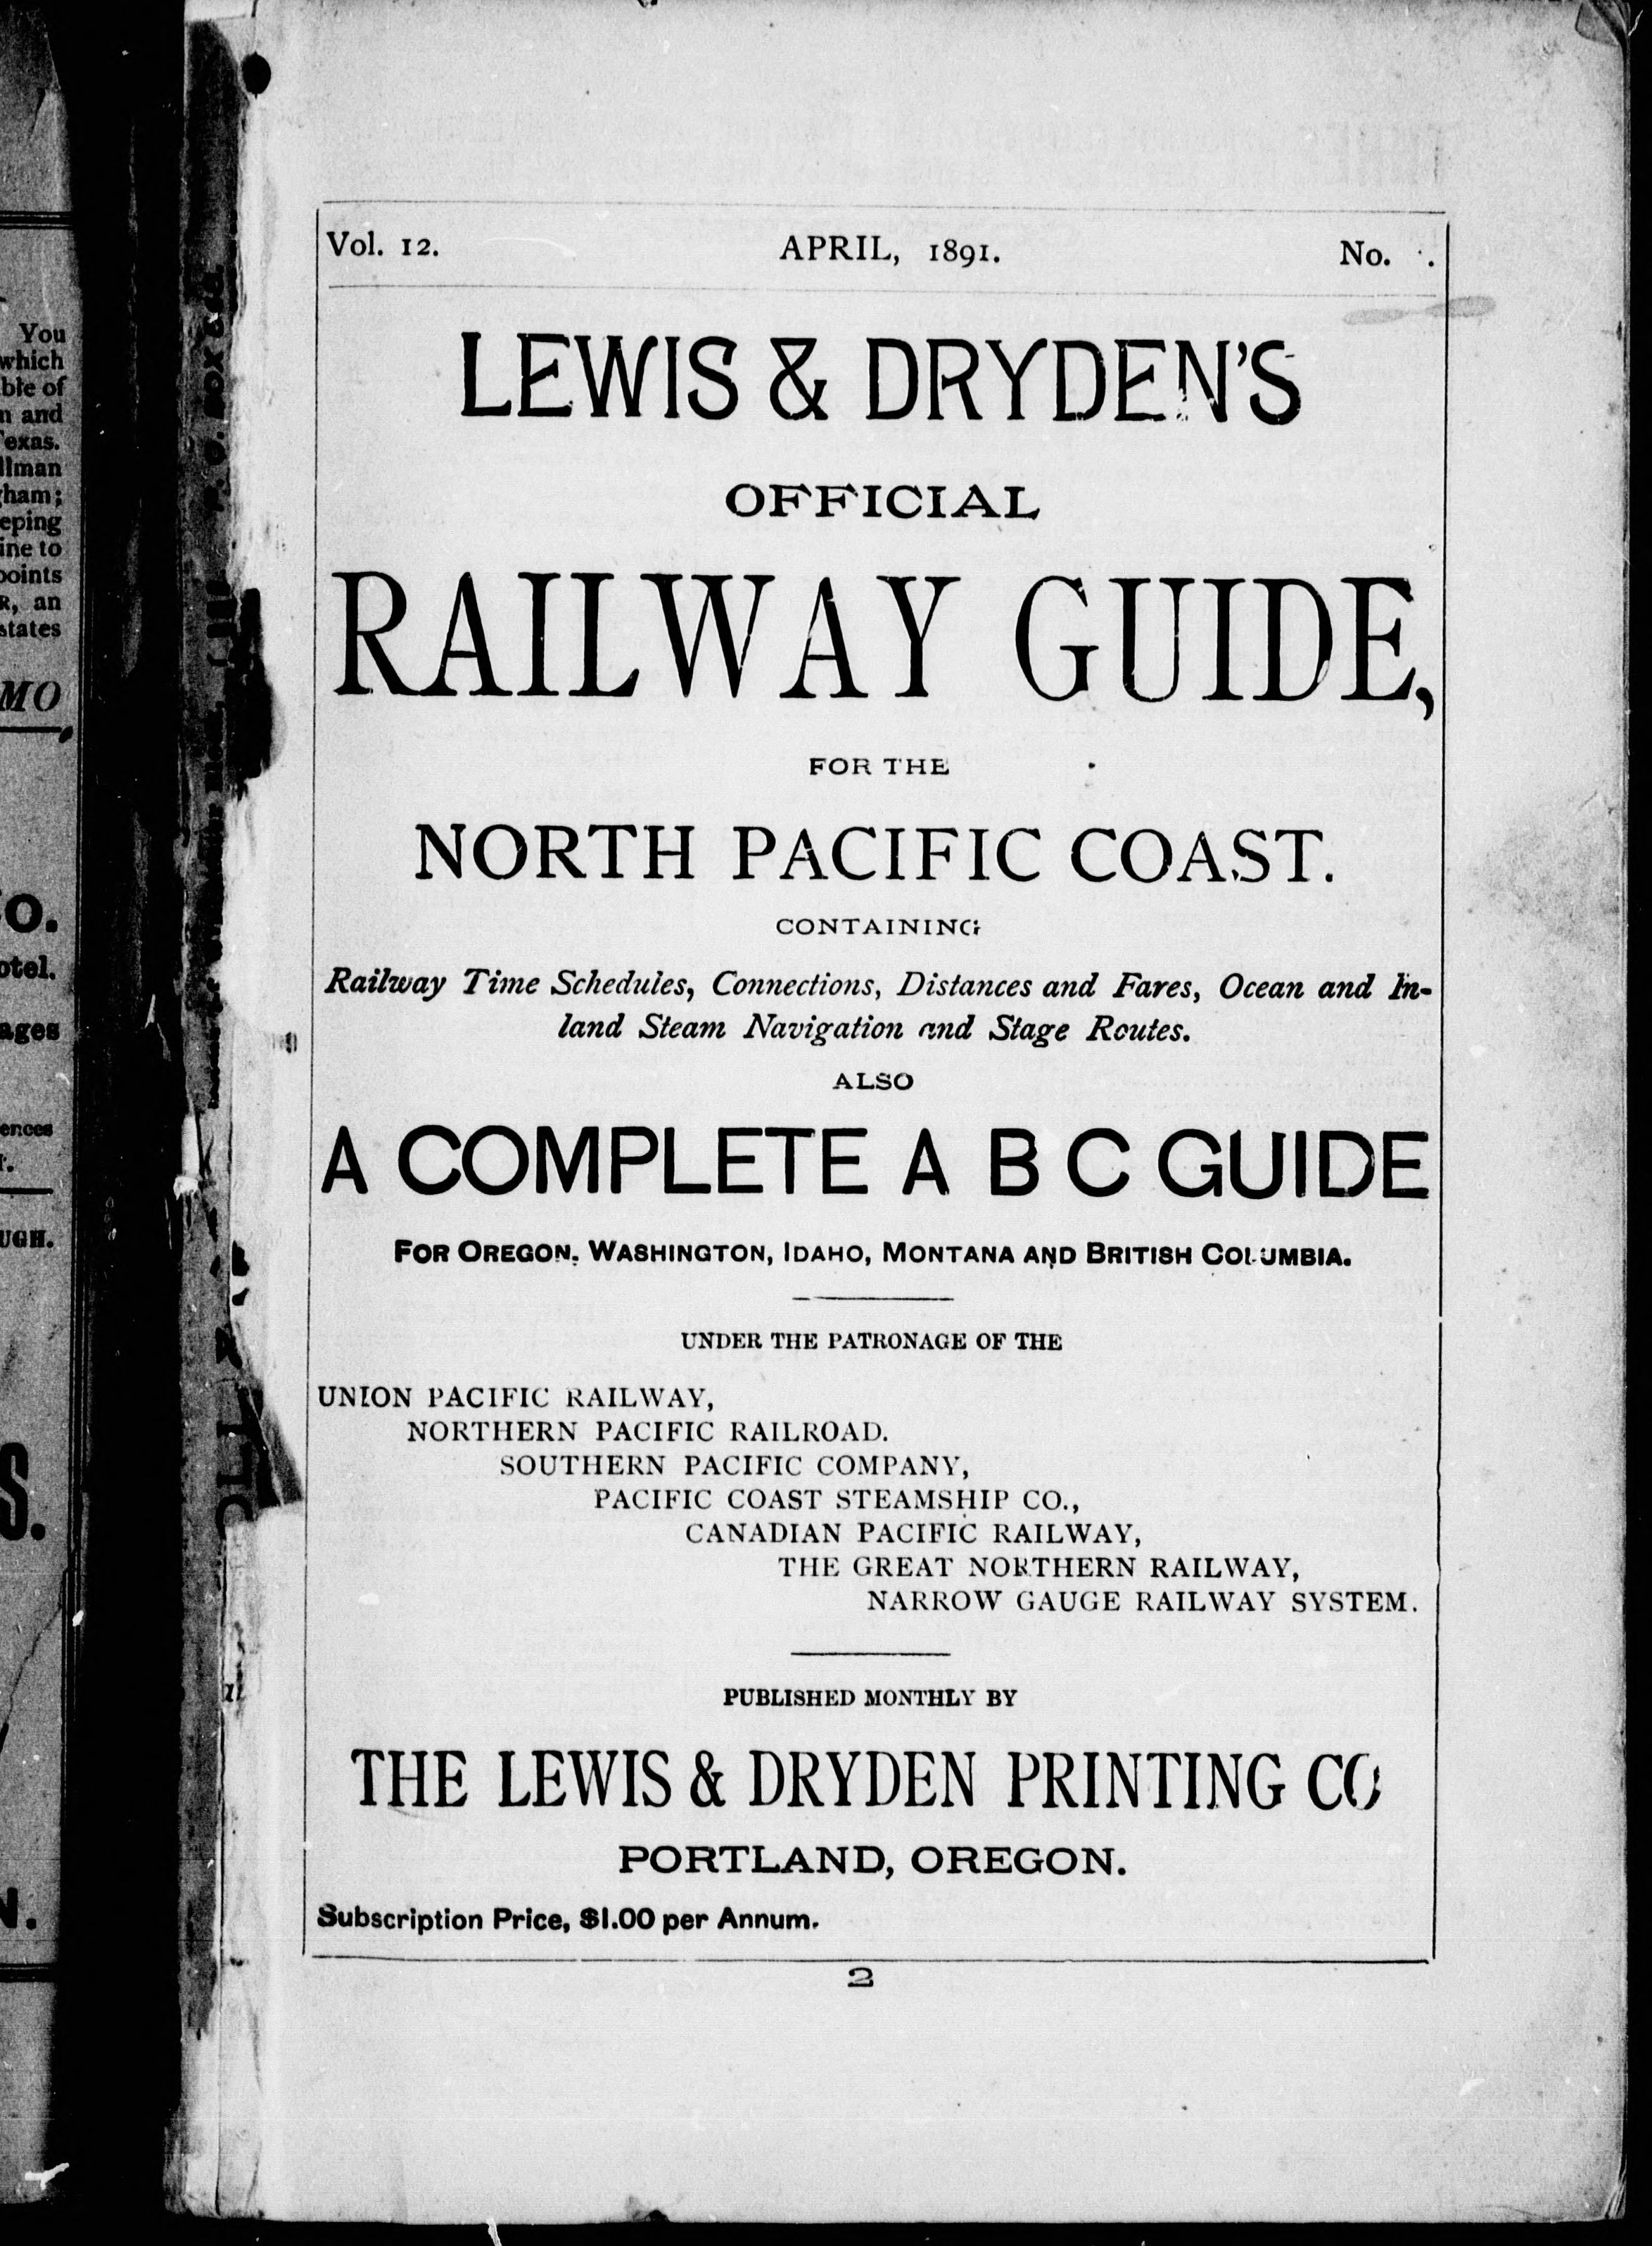 You
which
ble of
n and
exas.
llman
ham;
eping
ine to
points
R, an
states
MO
o.
otel.
ages
ences
UGH.
S.
N.
Vol. 12. APRIL, 1891. No. .
LEWIS & DRYDEN'S
OFFICIAL
RAILWAY GUIDE,
FOR THE
NORTH PACIFIC COAST.
CONTAINING
Railway Time Schedules, Connections, Distances and Fares, Ocean and In-
land Steam Navigation and Stage Routes.
ALSO
A COMPLETE A B C GUIDE
FOR OREGON. WASHINGTON, IDAHO, MONTANA AND BRITISH COLUMBIA.
UNDER THE PATRONAGE OF THE
UNION PACIFIC RAILWAY,
NORTHERN PACIFIC RAILROAD.
SOUTHERN PACIFIC COMPANY,
PACIFIC COAST STEAMSHIP CO.,
CANADIAN PACIFIC RAILWAY,
THE GREAT NORTHERN RAILWAY,
NARROW GAUGE RAILWAY SYSTEM.
PUBLISHED MONTHLY BY
THE LEWIS & DRYDEN PRINTING CO
PORTLAND, OREGON.
Subscription Price, $1.00 per Annum.
2